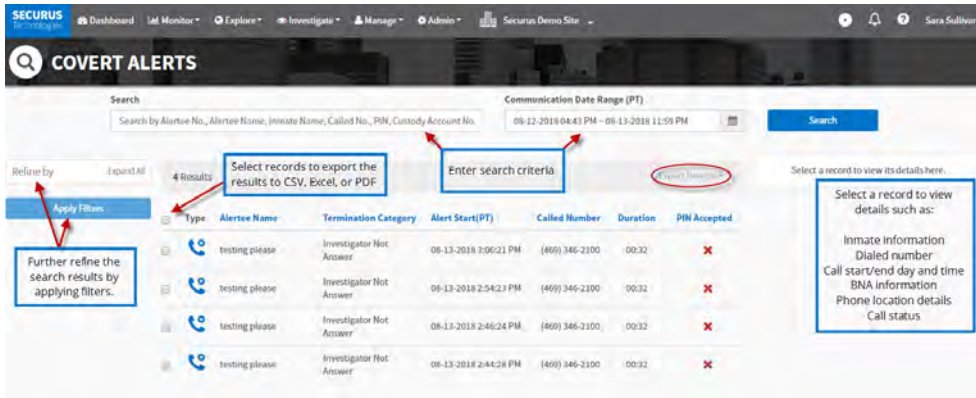 SECURUS
Technologies
Dashboard Monitor Explore Investigate Manage Admin Securus Demo Site Sara Sullivan
COVERT ALERTS
Search
Communication Date Range (PT)
Search by Alertee No., Alertee Name, Inmate Name, Called No., PIN, Custody Account No.
08-12-2018 04:43 PM - 08-13-2018 11:59 PM
Search
Refine by
Expand All
4 Results
Select records to export the
results to CSV, Excel, or PDF
Enter search criteria
Export Results
Select a record to view its details here.
Apply Filters
Type Alertee Name Termination Category Alert Start(PT) Called Number Duration PIN Accepted
testing please Investigator Not
Answer 08-13-2018 3:06:21 PM (469) 346-2100 00:32
testing please Investigator Not
Answer 08-13-2018 2:54:23 PM (469) 346-2100 00:32
testing please Investigator Not
Answer 08-13-2018 2:46:24 PM (469) 346-2100 00:32
testing please Investigator Not
Answer 08-13-2018 2:44:28 PM (469) 346-2100 00:32
Further refine the
search results by
applying filters.
Select a record to view
details such as:
Inmate information
Dialed number
Call start/end day and time
BNA information
Phone location details
Call status